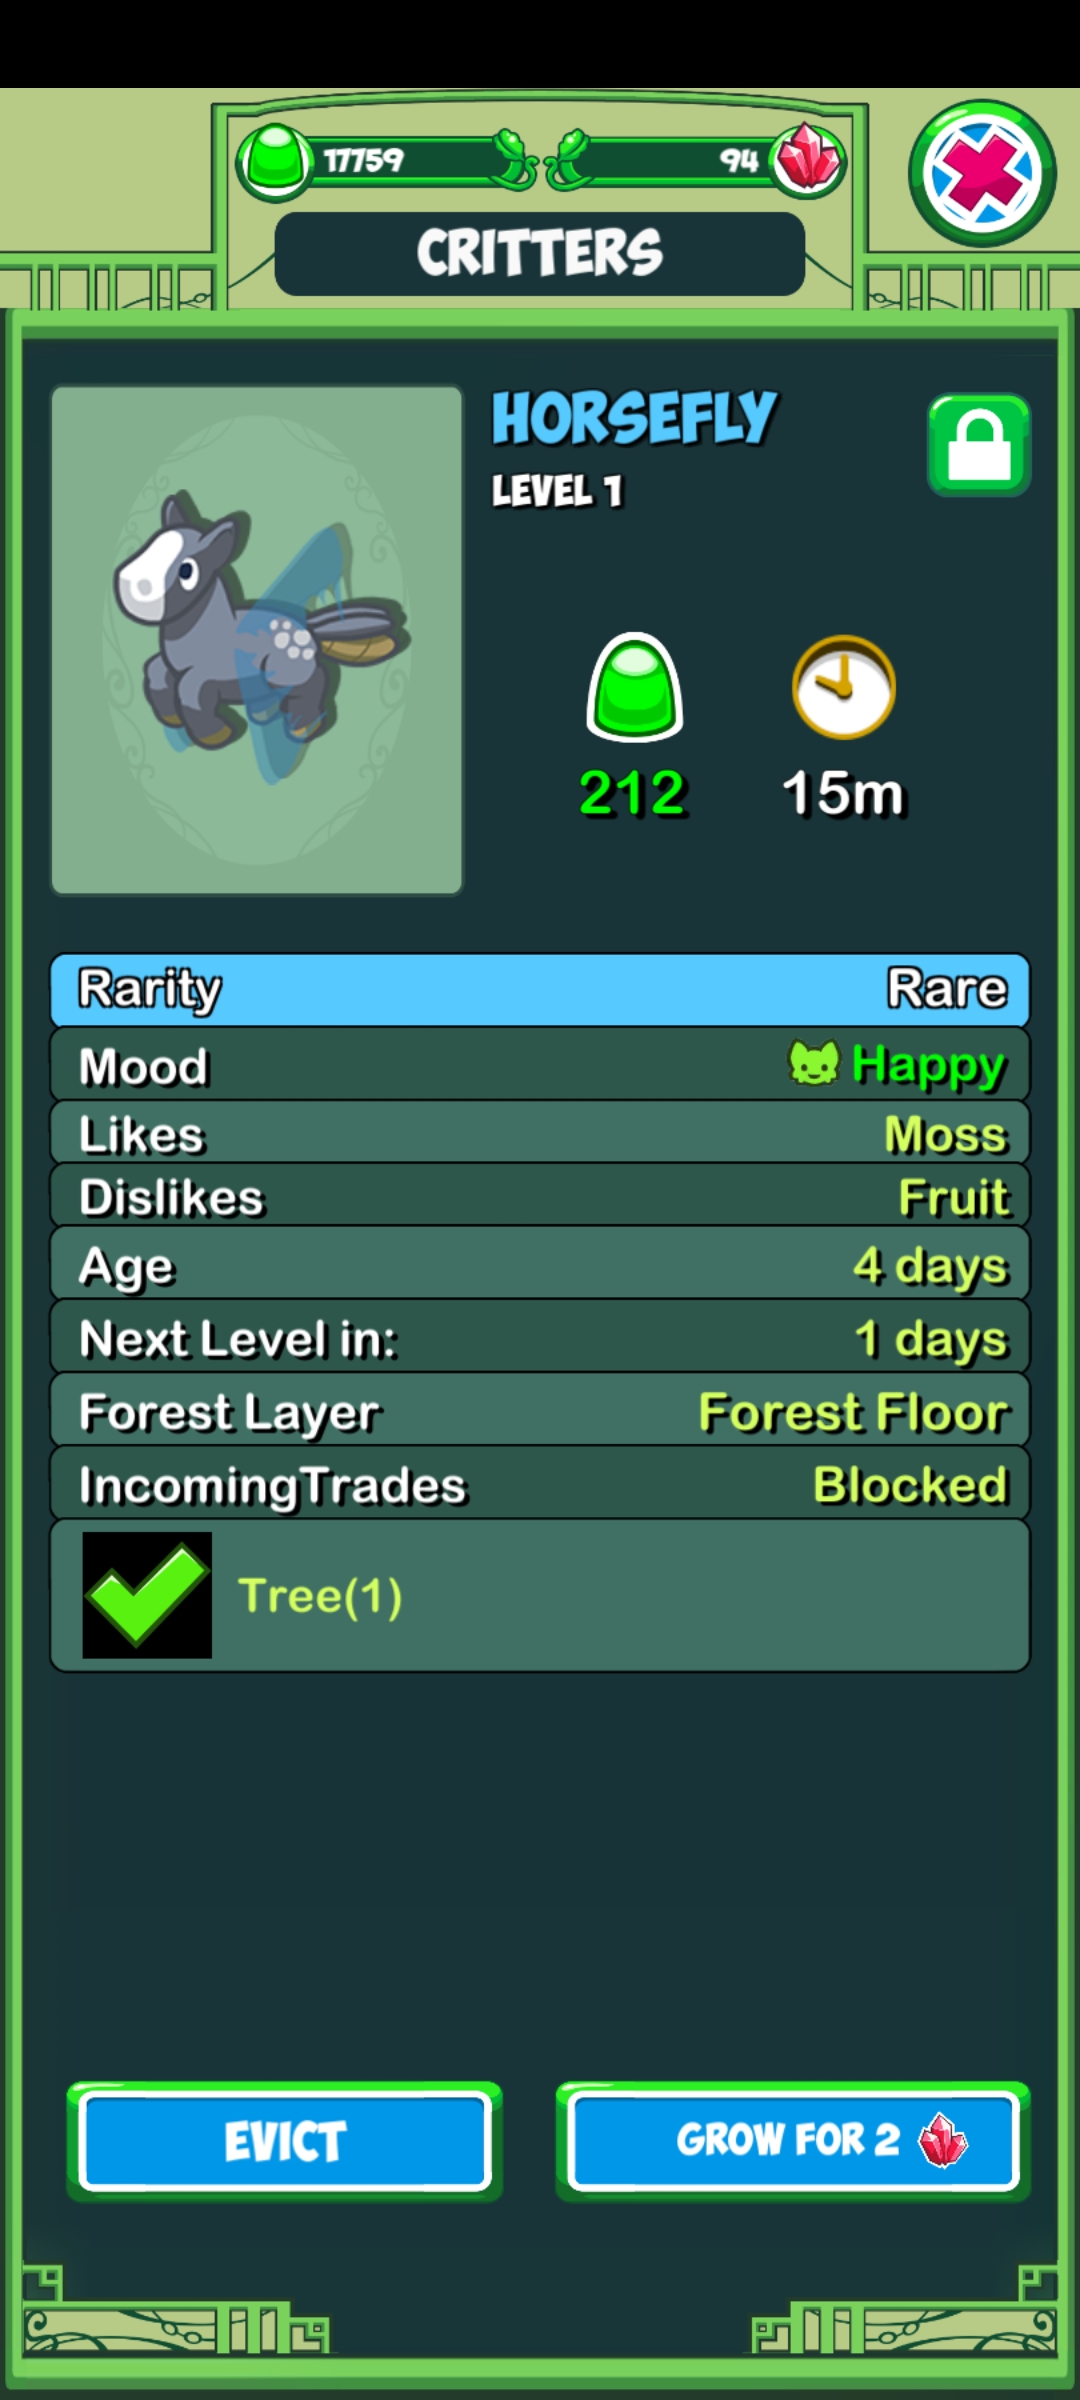 17759
94
CRITTERS
HORSEFLY
LEVEL 1
212
15m
Rarity Rare
Mood Happy
Likes Moss
Dislikes Fruit
Age 4 days
Next Level in: 1 days
Forest Layer Forest Floor
IncomingTrades Blocked
Tree(1)
EVICT
GROW FOR 2